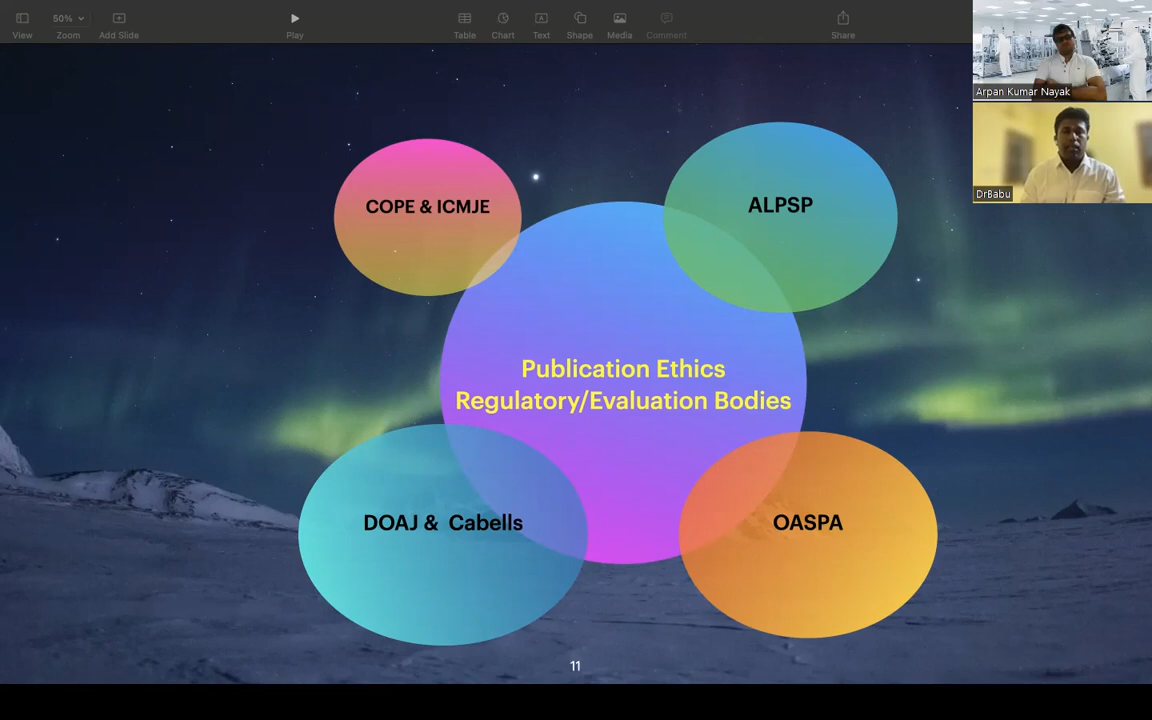 50%
View
Zoom
Add Slide
Play
Table
Chart
Text
Shape
Media
Comment
Share
Arpan Kumar Nayak
DrBabu
COPE & ICMJE
ALPSP
Publication Ethics
Regulatory/Evaluation Bodies
DOAJ & Cabells
OASPA
11